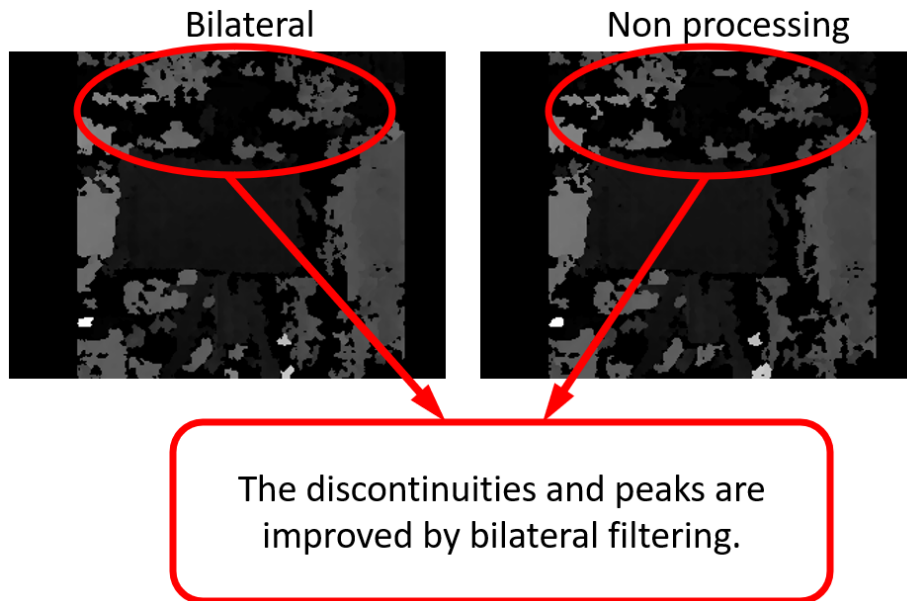 Bilateral
Non processing
The discontinuities and peaks are
improved by bilateral filtering.